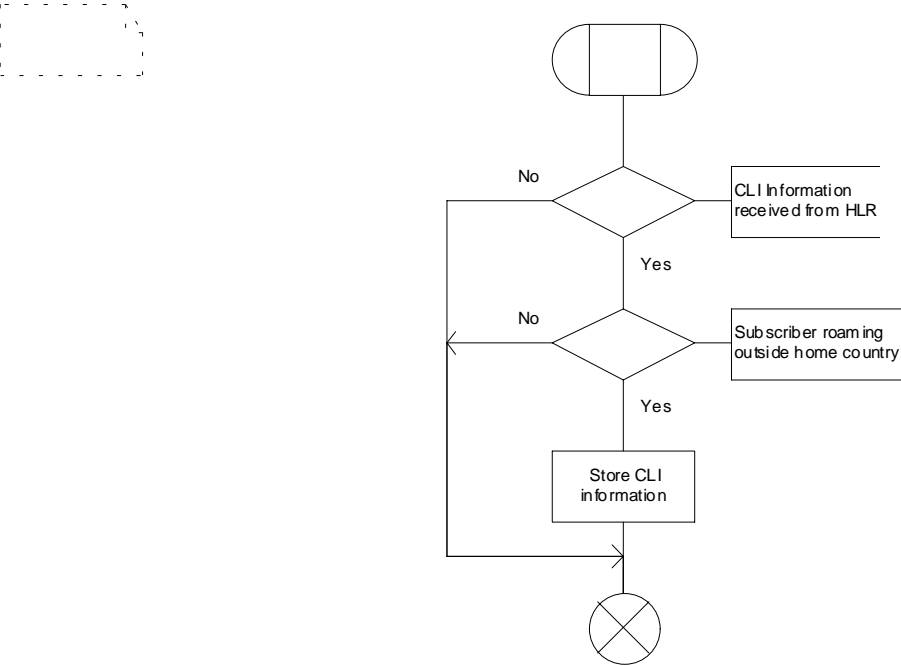 No
CLI Information
received from HLR
Yes
No
Subscriber roaming
outside home country
Yes
Store CLI
information